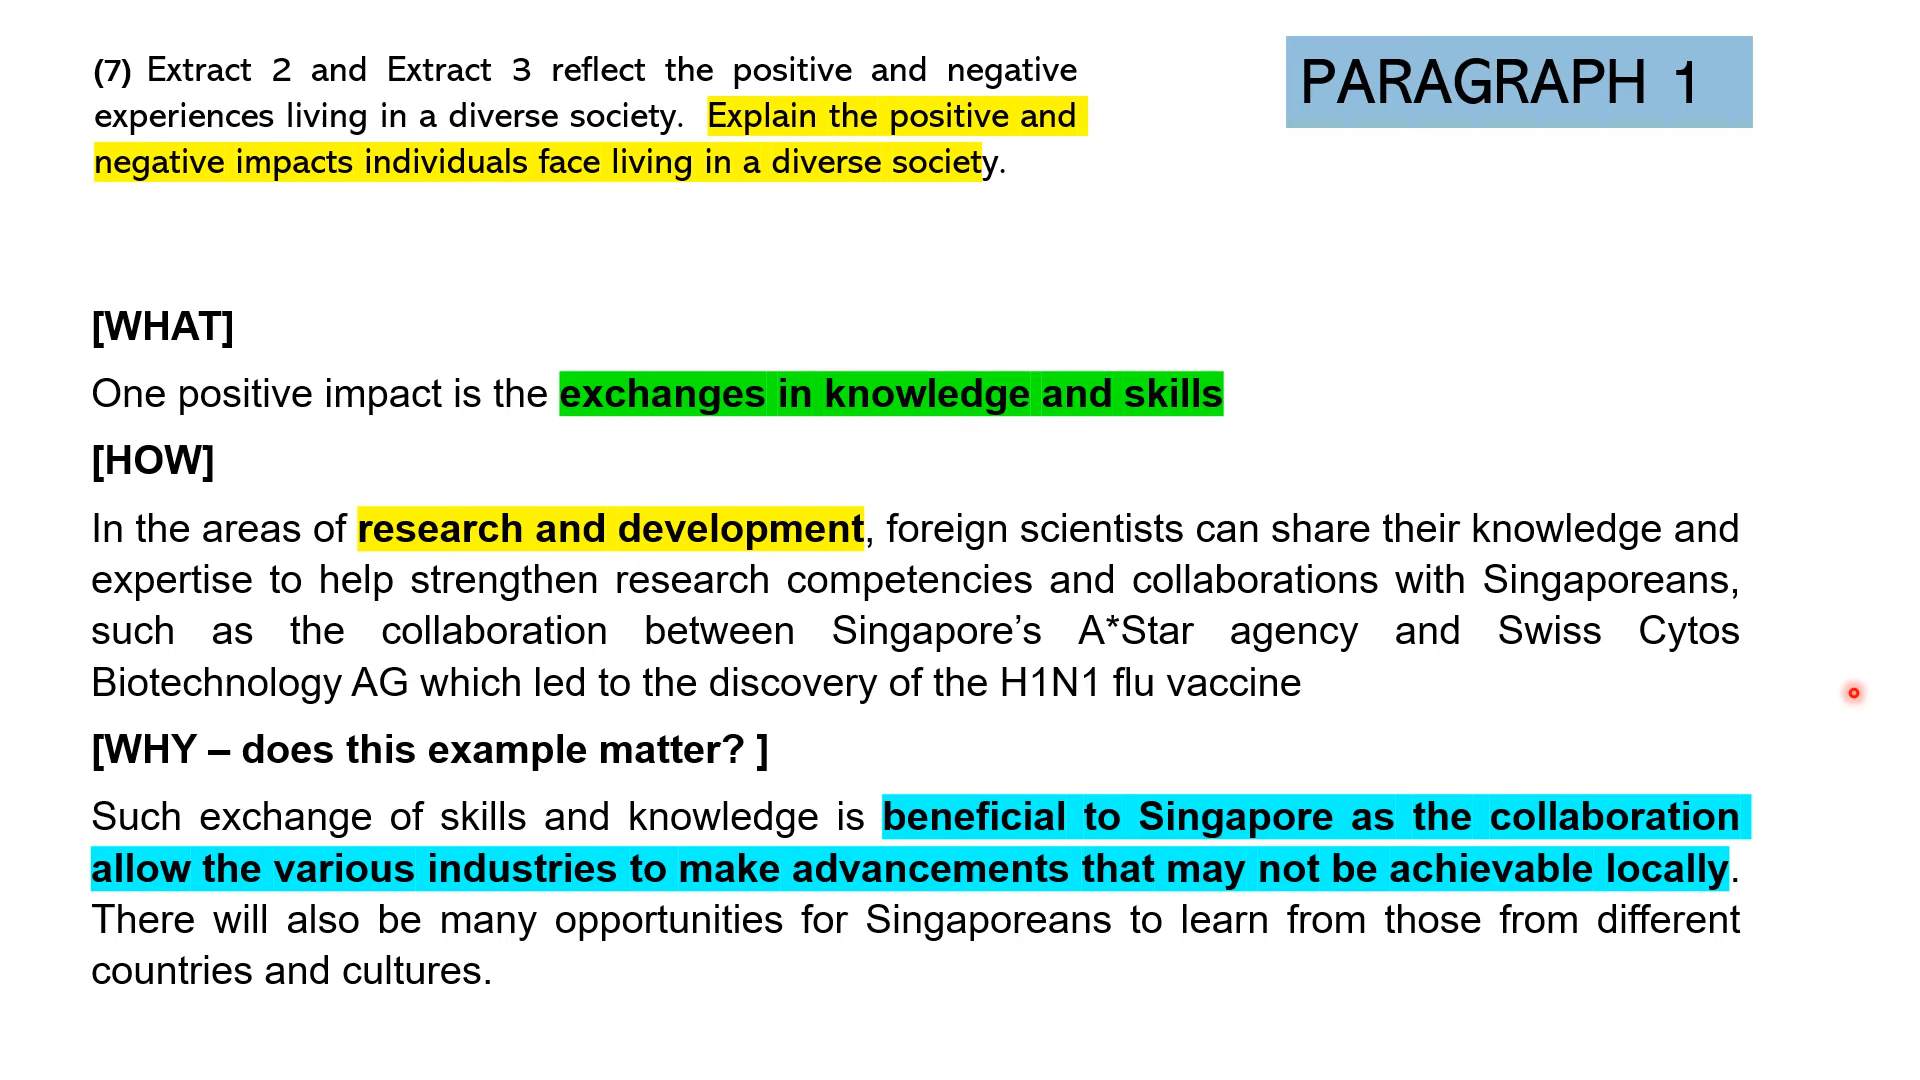 (7) Extract 2 and Extract 3 reflect the positive and negative
experiences living in a diverse society. Explain the positive and
negative impacts individuals face living in a diverse society.
PARAGRAPH 1
[WHAT]
One positive impact is the exchanges in knowledge and skills
[HOW]
In the areas of research and development, foreign scientists can share their knowledge and
expertise to help strengthen research competencies and collaborations with Singaporeans,
such as the collaboration between Singapore’s A*Star agency and Swiss Cytos
Biotechnology AG which led to the discovery of the H1N1 flu vaccine
[WHY – does this example matter? ]
Such exchange of skills and knowledge is beneficial to Singapore as the collaboration
allow the various industries to make advancements that may not be achievable locally.
There will also be many opportunities for Singaporeans to learn from those from different
countries and cultures.